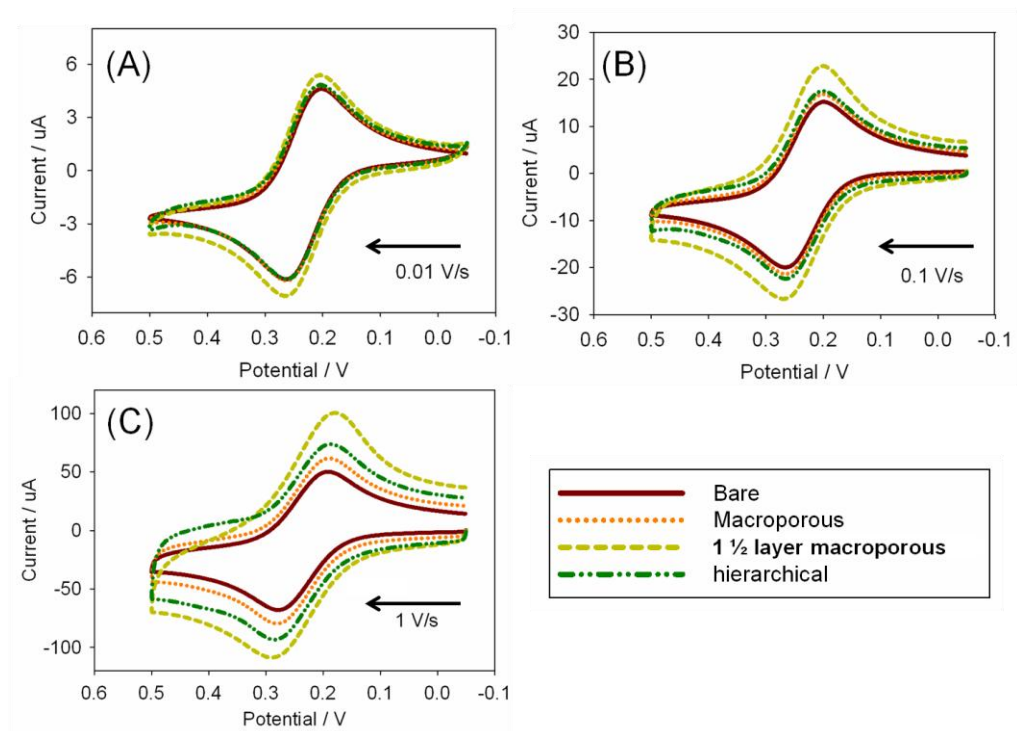 (A)
6
3
0
-3
-6
Current / uA
0.01 V/s
0.6 0.5 0.4 0.3 0.2 0.1 0.0 -0.1
Potential / V
(B)
30
20
10
0
-10
-20
-30
Current / uA
0.1 V/s
0.6 0.5 0.4 0.3 0.2 0.1 0.0 -0.1
Potential / V
(C)
100
50
0
-50
-100
Current / uA
1 V/s
0.6 0.5 0.4 0.3 0.2 0.1 0.0 -0.1
Potential / V
Bare
Macroporous
1 ½ layer macroporous
hierarchical